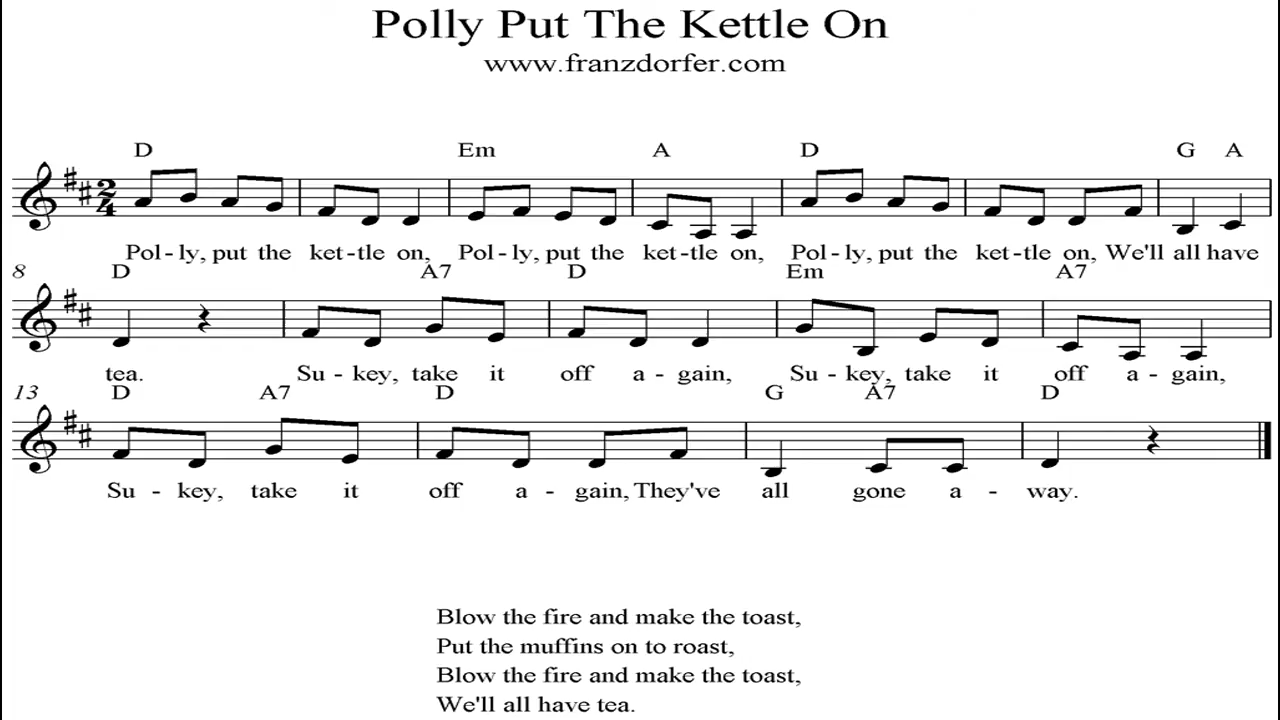 Polly Put The Kettle On
www.franzdorfer.com
D Em A D G A
2
4
Pol-ly, put the ket-tle on, Pol-ly, put the ket-tle on, Pol-ly, put the ket-tle on, We'll all have
8 D A7 D Em A7
tea. Su - key, take it off a - gain, Su - key, take it off a - gain,
13 D A7 D G A7 D
Su - key, take it off a - gain, They've all gone a - way.
Blow the fire and make the toast,
Put the muffins on to roast,
Blow the fire and make the toast,
We'll all have tea.